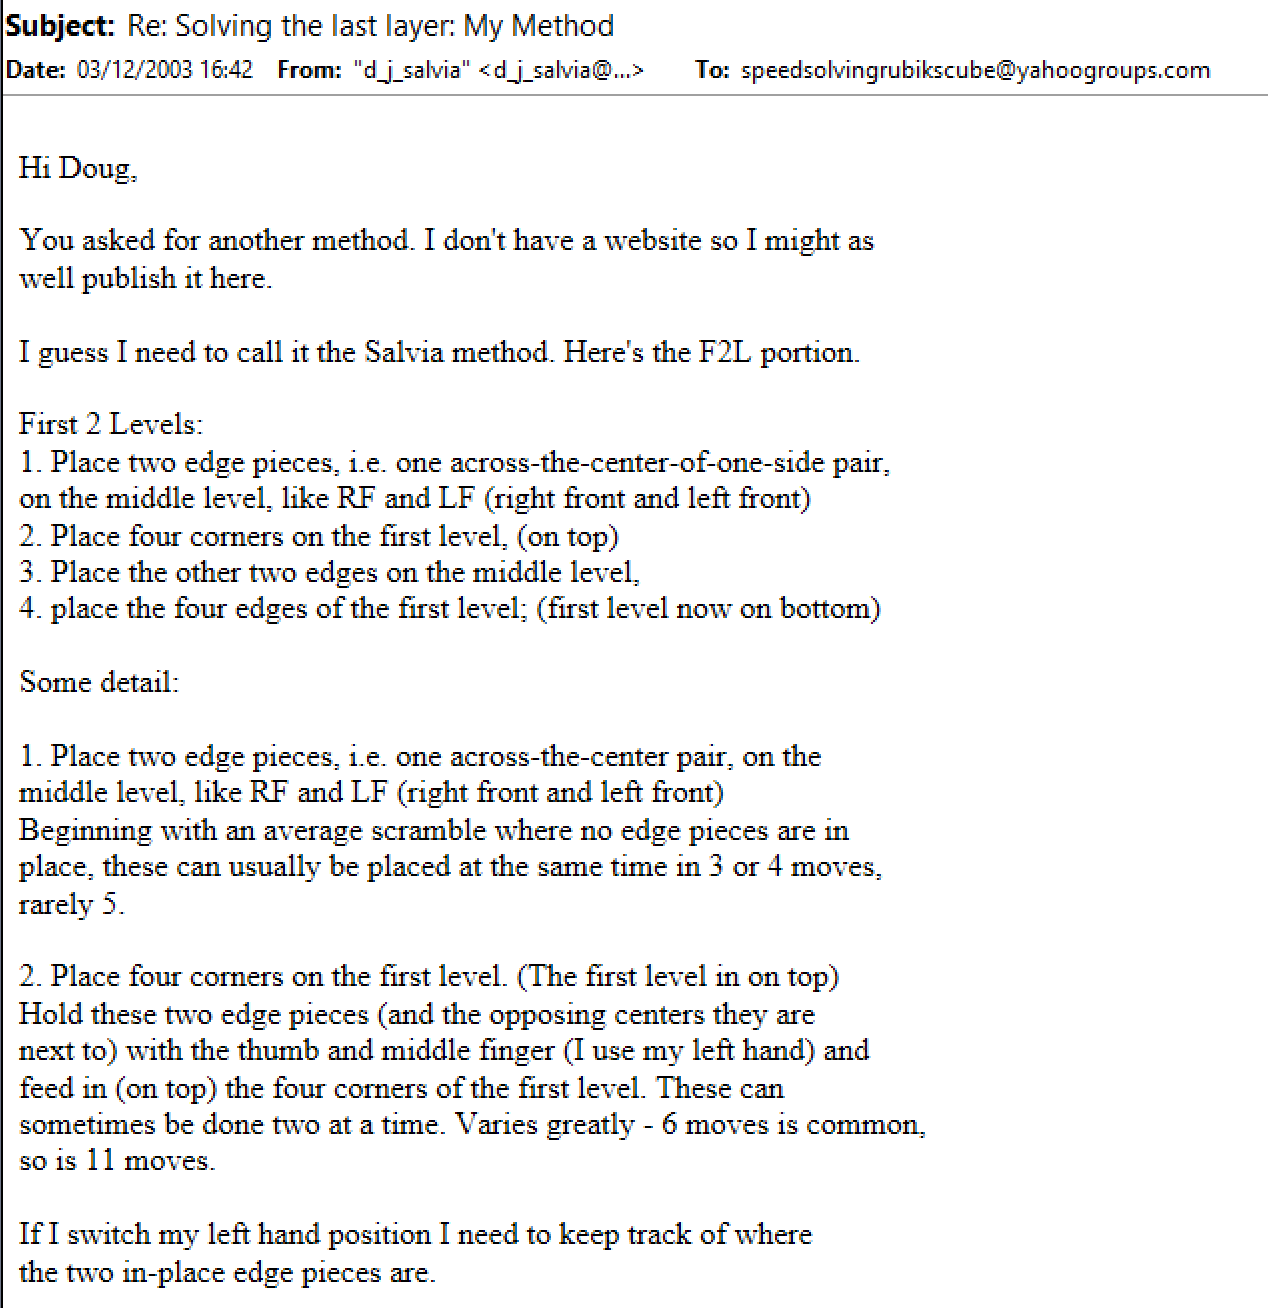 Subject: Re: Solving the last layer: My Method
Date: 03/12/2003 16:42 From: "d_j_salvia" <d_j_salvia@...> To: speedsolvingrubikscube@yahoogroups.com
Hi Doug,
You asked for another method. I don't have a website so I might as
well publish it here.
I guess I need to call it the Salvia method. Here's the F2L portion.
First 2 Levels:
1. Place two edge pieces, i.e. one across-the-center-of-one-side pair,
on the middle level, like RF and LF (right front and left front)
2. Place four corners on the first level, (on top)
3. Place the other two edges on the middle level,
4. place the four edges of the first level; (first level now on bottom)
Some detail:
1. Place two edge pieces, i.e. one across-the-center pair, on the
middle level, like RF and LF (right front and left front)
Beginning with an average scramble where no edge pieces are in
place, these can usually be placed at the same time in 3 or 4 moves,
rarely 5.
2. Place four corners on the first level. (The first level in on top)
Hold these two edge pieces (and the opposing centers they are
next to) with the thumb and middle finger (I use my left hand) and
feed in (on top) the four corners of the first level. These can
sometimes be done two at a time. Varies greatly - 6 moves is common,
so is 11 moves.
If I switch my left hand position I need to keep track of where
the two in-place edge pieces are.